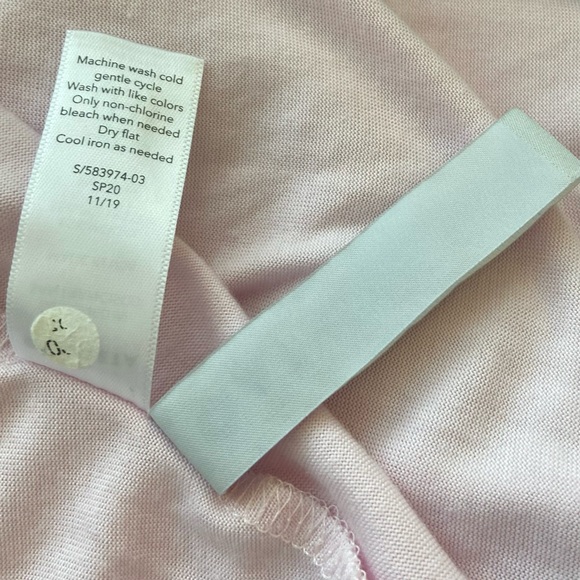 Machine wash cold
gentle cycle
Wash with like colors
Only non-chlorine
bleach when needed
Dry flat
Cool iron as needed
S/583974-03
SP20
11/19